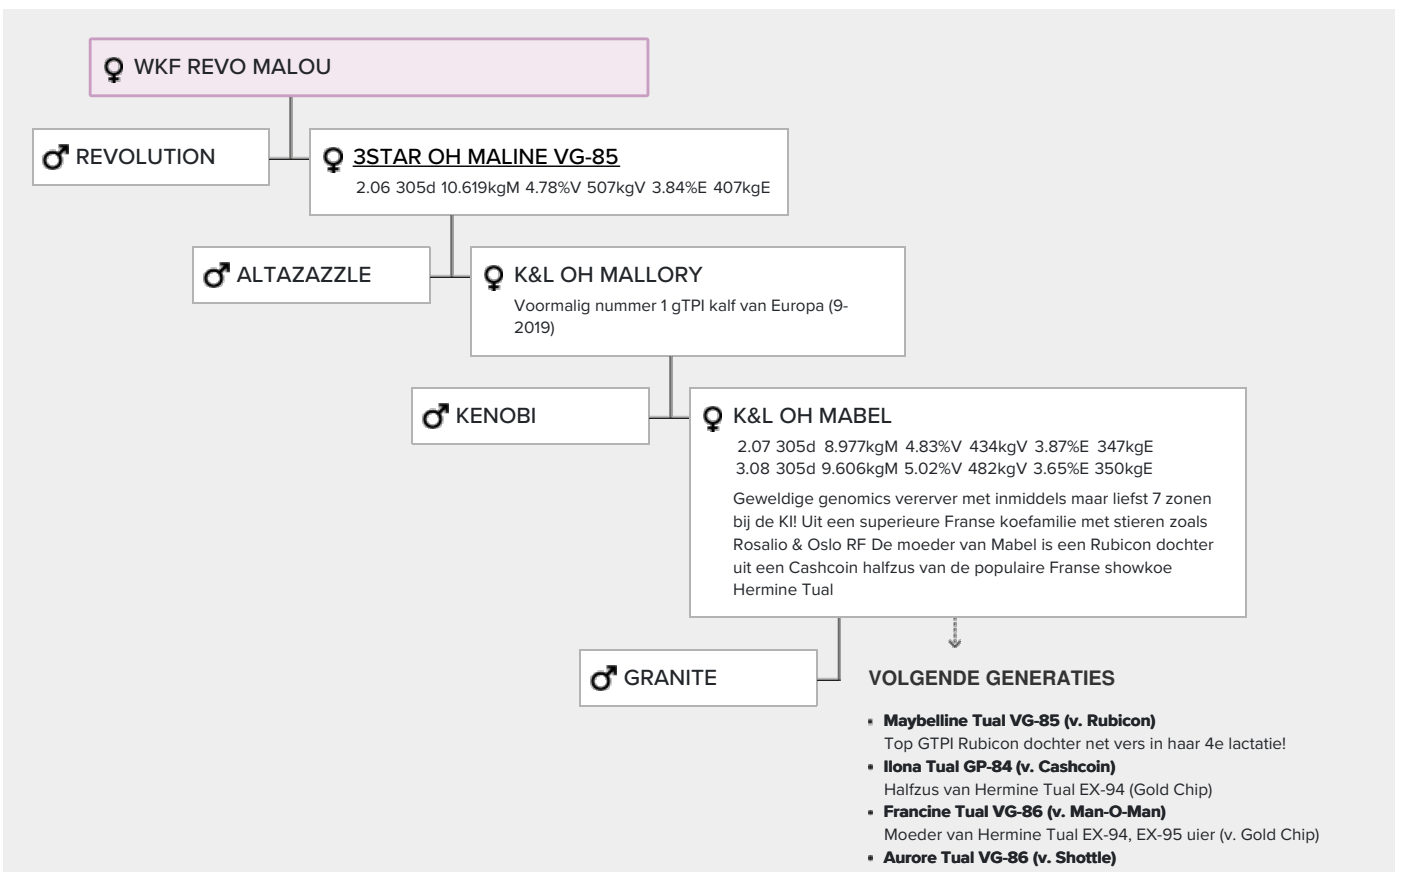 WKF REVO MALOU
REVOLUTION
3STAR OH MALINE VG-85
2.06 305d 10.619kgM 4.78%V 507kgV 3.84%E 407kgE
ALTAZAZZLE
K&L OH MALLORY
Voormalig nummer 1 gTPI kalf van Europa (9-
2019)
KENOBI
K&L OH MABEL
2.07 305d 8.977kgM 4.83%V 434kgV 3.87%E 347kgE
3.08 305d 9.606kgM 5.02%V 482kgV 3.65%E 350kgE
Geweldige genomics vererver met inmiddels maar liefst 7 zonen
bij de KI! Uit een superieure Franse koefamilie met stieren zoals
Rosalio & Oslo RF De moeder van Mabel is een Rubicon dochter
uit een Cashcoin halfzus van de populaire Franse showkoe
Hermine Tual
GRANITE
VOLGENDE GENERATIES
Maybelline Tual VG-85 (v. Rubicon)
Top GTPI Rubicon dochter net vers in haar 4e lactatie!
Ilona Tual GP-84 (v. Cashcoin)
Halfzus van Hermine Tual EX-94 (Gold Chip)
Francine Tual VG-86 (v. Man-O-Man)
Moeder van Hermine Tual EX-94, EX-95 uier (v. Gold Chip)
Aurore Tual VG-86 (v. Shottle)